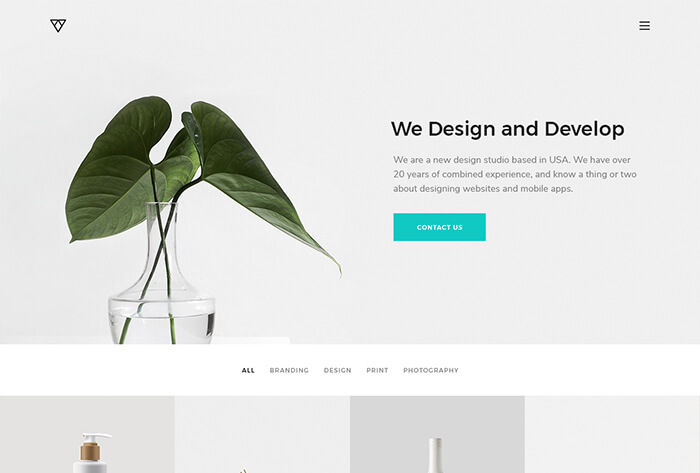 We Design and Develop
We are a new design studio based in USA. We have over
20 years of combined experience, and know a thing or two
about designing websites and mobile apps.
CONTACT US
ALL BRANDING DESIGN PRINT PHOTOGRAPHY